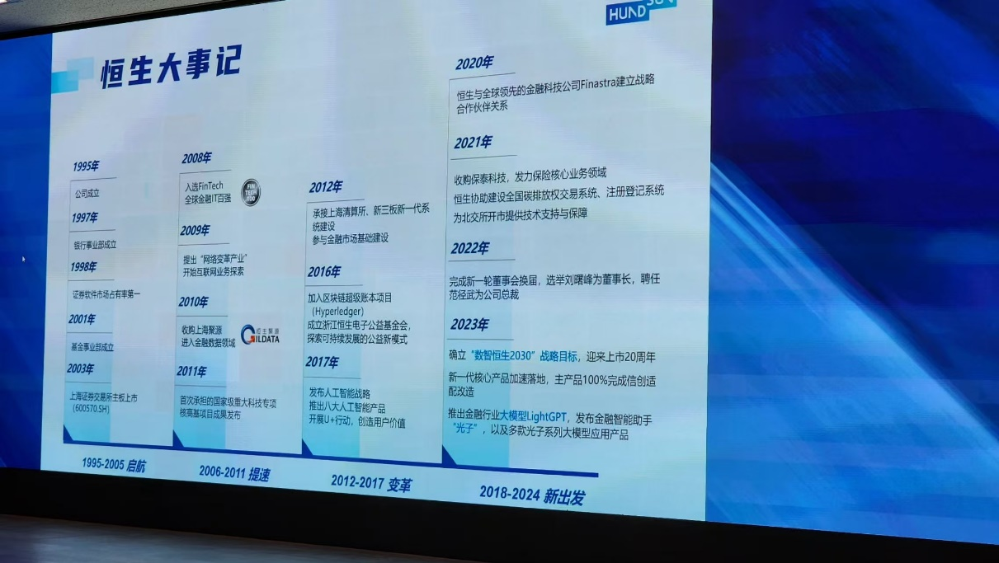 HUNDSUN
恒生大事记
1995年
公司成立
1997年
银行事业部成立
1998年
证券软件市场占有率第一
2001年
基金事业部成立
2003年
上海证券交易所主板上市
（600570.SH）
1995-2005 启航
2008年
入选FinTech
全球金融IT百强
FIN
TECH
100
2009年
提出“网络变革产业”
开始互联网业务探索
2010年
收购上海聚源
进入金融数据领域
恒生聚源
GILDATA
2011年
首次承担的国家级重大科技专项
核高基项目成果发布
2006-2011 提速
2012年
承接上海清算所、新三板新一代系
统建设
参与金融市场基础建设
2016年
加入区块链超级账本项目
（Hyperledger）
成立浙江恒生电子公益基金会，
探索可持续发展的公益新模式
2017年
发布人工智能战略
推出八大人工智能产品
开展U+行动，创造用户价值
2012-2017 变革
2020年
恒生与全球领先的金融科技公司Finastra建立战略
合作伙伴关系
2021年
收购保泰科技，发力保险核心业务领域
恒生协助建设全国碳排放权交易系统、注册登记系统
为北交所开市提供技术支持与保障
2022年
完成新一轮董事会换届，选举刘曙峰为董事长，聘任
范径武为公司总裁
2023年
确立“数智恒生2030”战略目标，迎来上市20周年
新一代核心产品加速落地，主产品100%完成信创适
配改造
推出金融行业大模型LightGPT，发布金融智能助手
“光子”，以及多款光子系列大模型应用产品
2018-2024 新出发